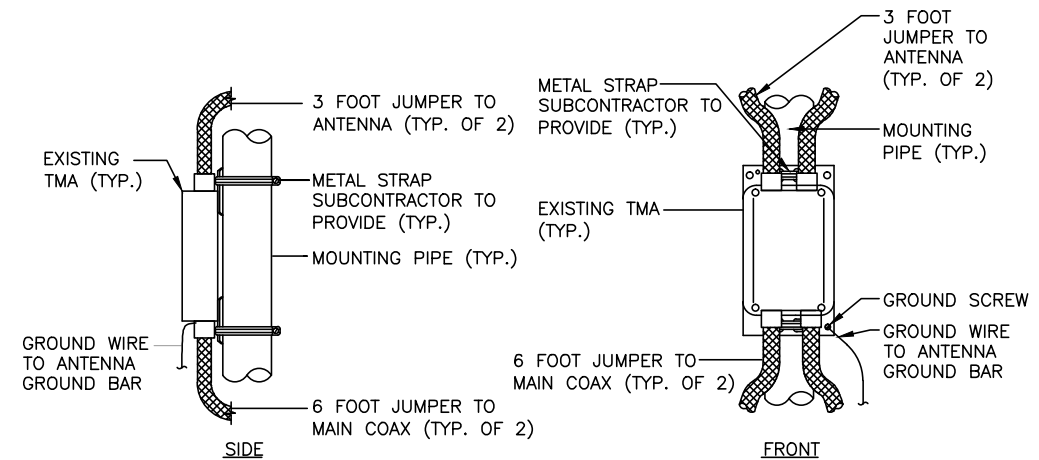 3 FOOT JUMPER TO
ANTENNA (TYP. OF 2)
EXISTING
TMA (TYP.)
METAL STRAP
SUBCONTRACTOR TO
PROVIDE (TYP.)
MOUNTING PIPE (TYP.)
GROUND WIRE
TO ANTENNA
GROUND BAR
6 FOOT JUMPER TO
MAIN COAX (TYP. OF 2)
SIDE
3 FOOT
JUMPER TO
ANTENNA
(TYP. OF 2)
METAL STRAP
SUBCONTRACTOR TO
PROVIDE (TYP.)
MOUNTING
PIPE (TYP.)
EXISTING TMA
(TYP.)
GROUND SCREW
GROUND WIRE
TO ANTENNA
GROUND BAR
6 FOOT JUMPER TO
MAIN COAX (TYP. OF 2)
FRONT